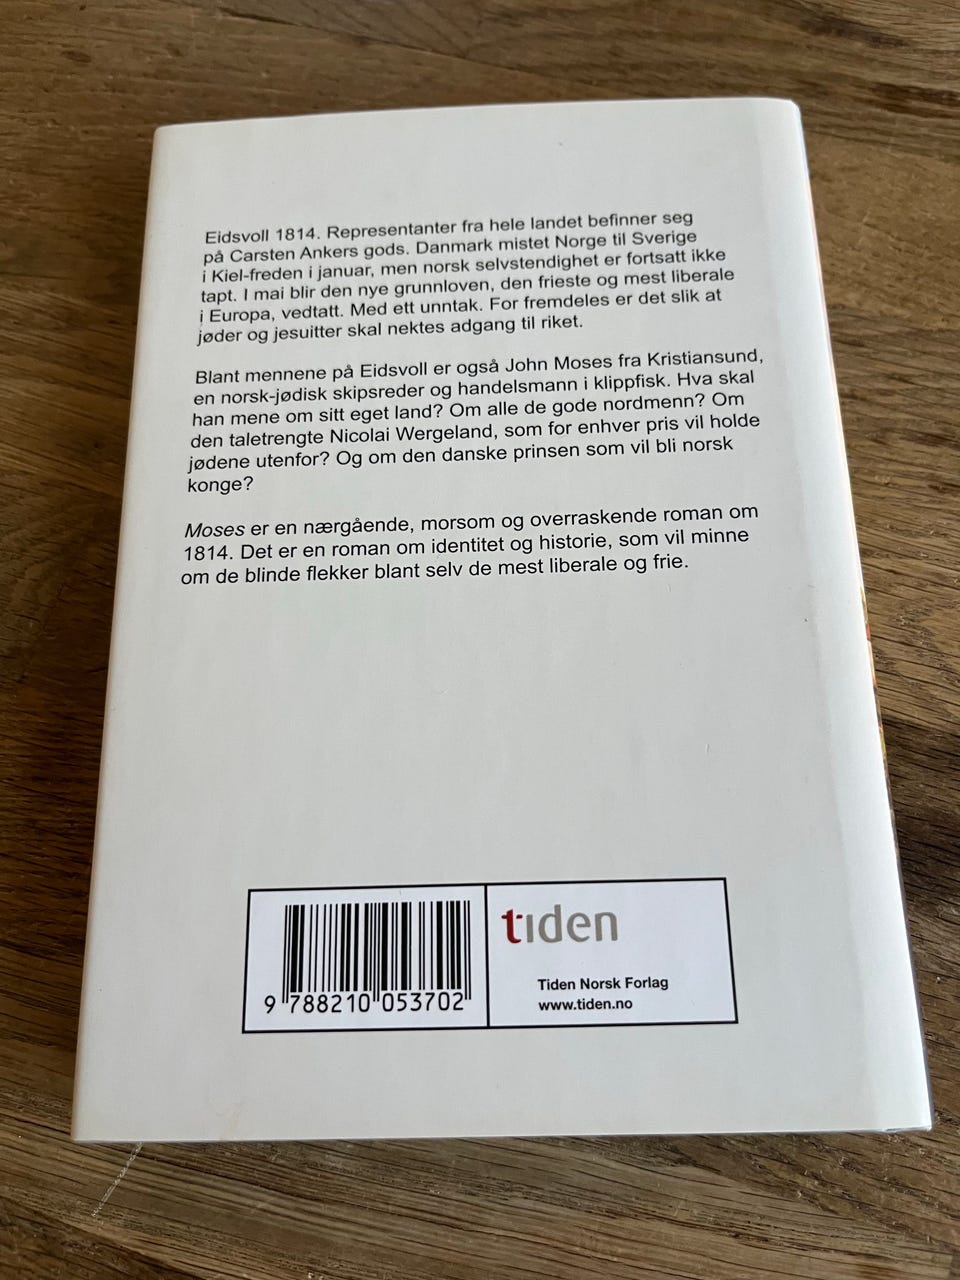 Eidsvoll 1814. Representanter fra hele landet befinner seg
på Carsten Ankers gods. Danmark mistet Norge til Sverige
i Kiel-freden i januar, men norsk selvstendighet er fortsatt ikke
tapt. I mai blir den nye grunnloven, den frieste og mest liberale
i Europa, vedtatt. Med ett unntak. For fremdeles er det slik at
jøder og jesuitter skal nektes adgang til riket.
Blant mennene på Eidsvoll er også John Moses fra Kristiansund,
en norsk-jødisk skipsreder og handelsmann i klippfisk. Hva skal
han mene om sitt eget land? Om alle de gode nordmenn? Om
den taletrengte Nicolai Wergeland, som for enhver pris vil holde
jødene utenfor? Og om den danske prinsen som vil bli norsk
konge?
Moses er en nærgående, morsom og overraskende roman om
1814. Det er en roman om identitet og historie, som vil minne
om de blinde flekker blant selv de mest liberale og frie.
9 788210 053702
tiden
Tiden Norsk Forlag
www.tiden.no